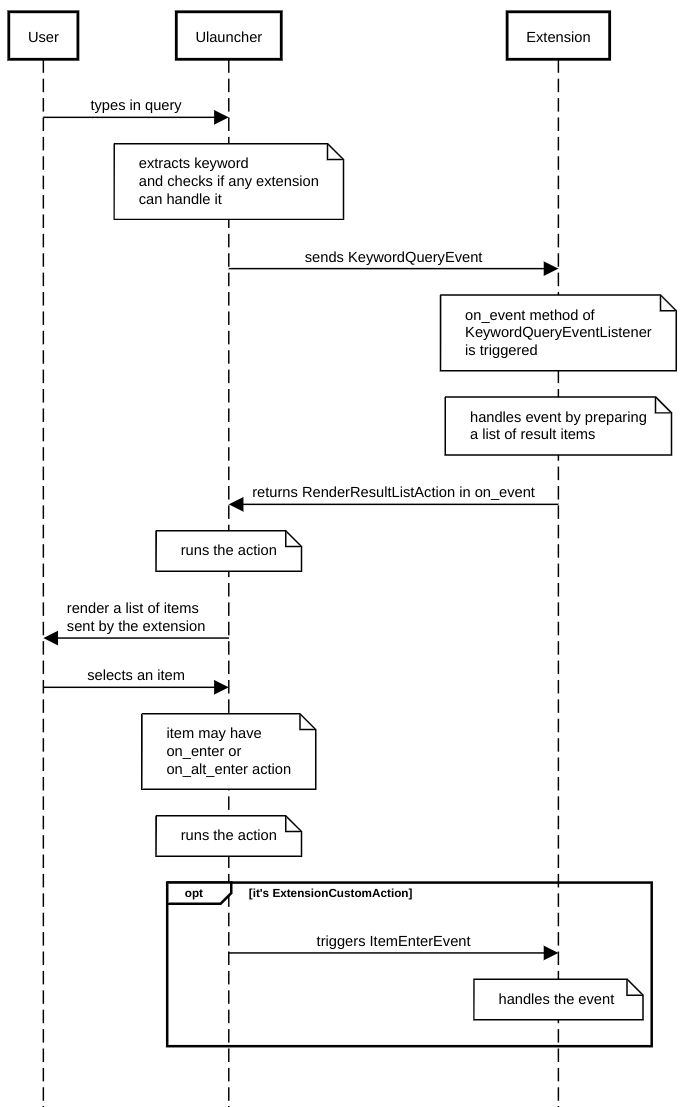 User
Ulauncher
Extension
types in query
extracts keyword
and checks if any extension
can handle it
sends KeywordQueryEvent
on_event method of
KeywordQueryEventListener
is triggered
handles event by preparing
a list of result items
returns RenderResultListAction in on_event
runs the action
render a list of items
sent by the extension
selects an item
item may have
on_enter or
on_alt_enter action
runs the action
opt
[it's ExtensionCustomAction]
triggers ItemEnterEvent
handles the event